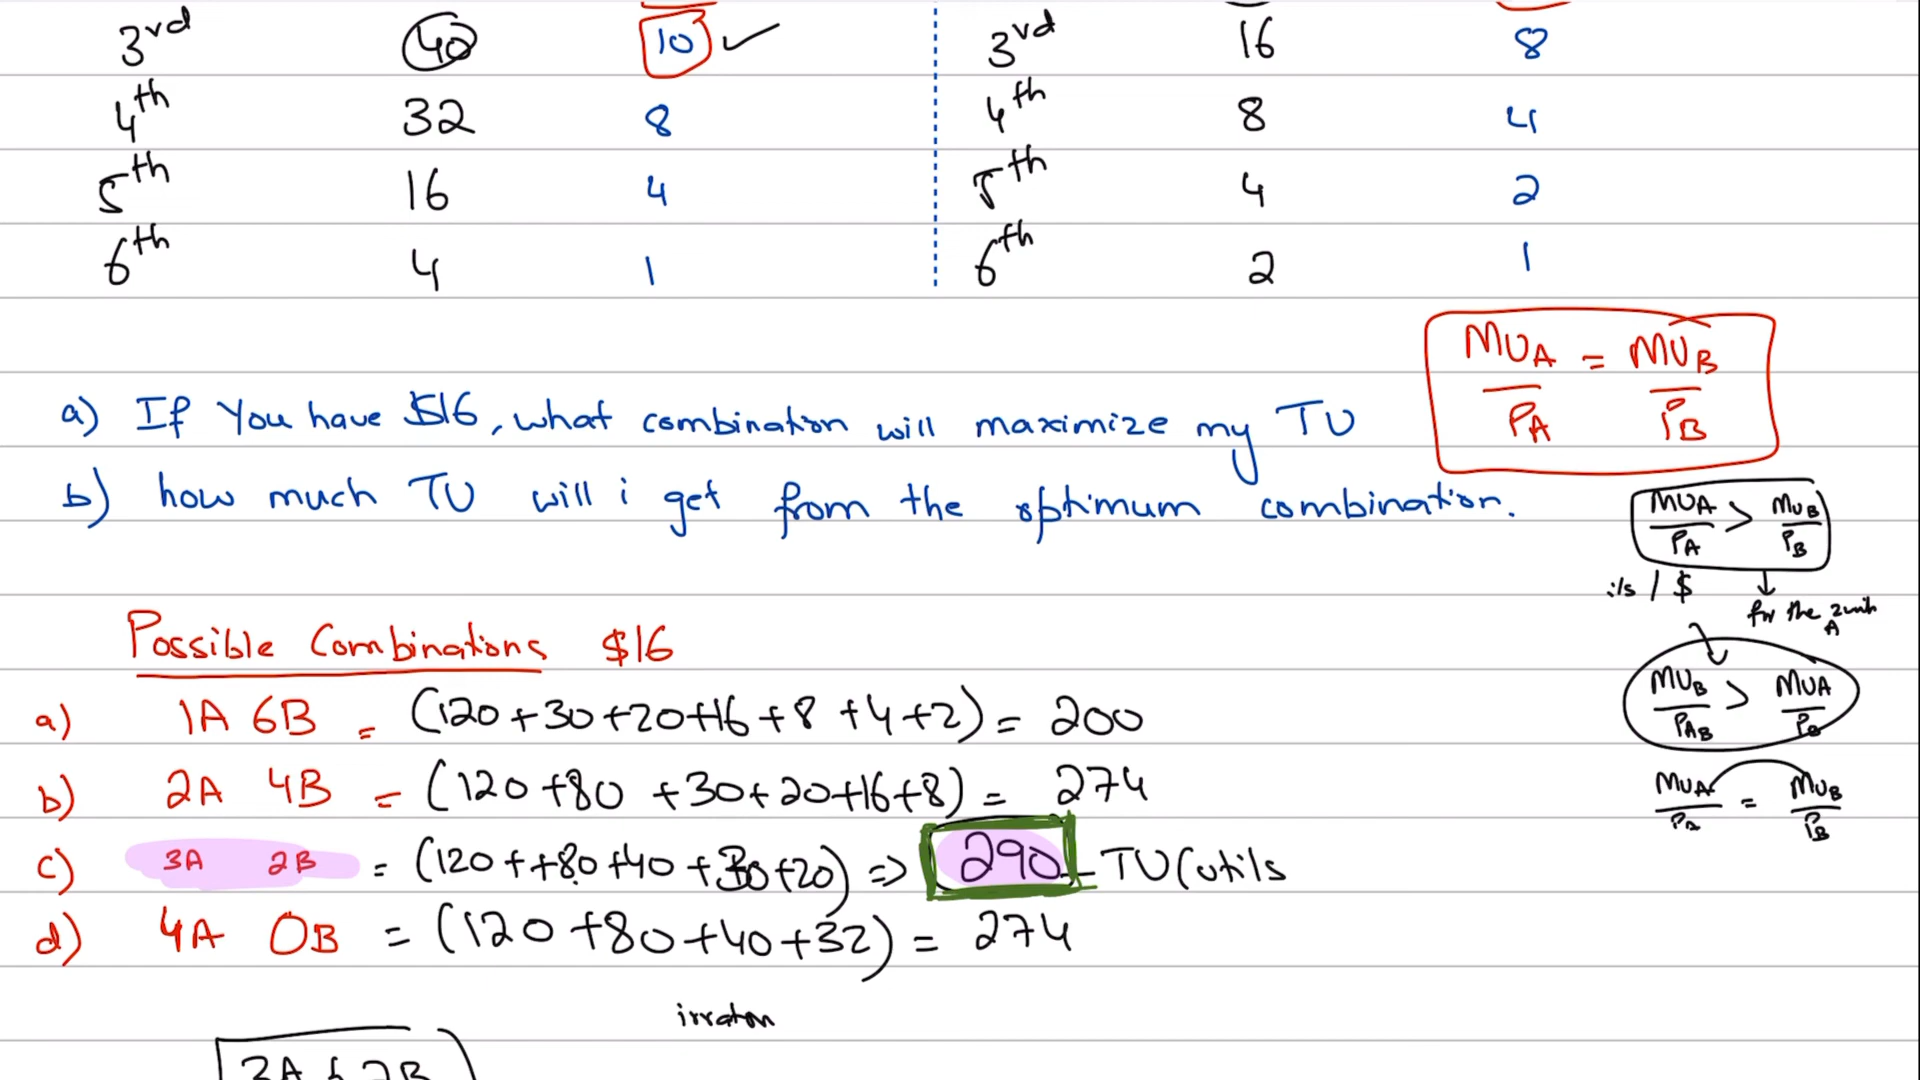 3rd 40 10 ✓ 3rd 16 8
4th 32 8 4th 8 4
5th 16 4 5th 4 2
6th 4 1 6th 2 1
MUA/PA = MUB/PB
a) If You have $16, what combination will maximize my TU
b) how much TU will i get from the optimum combination.
MUA/PA > MUB/PB
:/s / $ ↓
for the 2 unit A
MUB/PAB > MUA/PB
MUA/PA = MUB/PB
Possible Combinations $16
a) 1A 6B = (120+30+20+16+8+4+2) = 200
b) 2A 4B = (120+80+30+20+16+8) = 274
c) 3A 2B = (120++80+40+30+20) => 290 - TU (utils
d) 4A 0B = (120+80+40+32) = 274
irraton